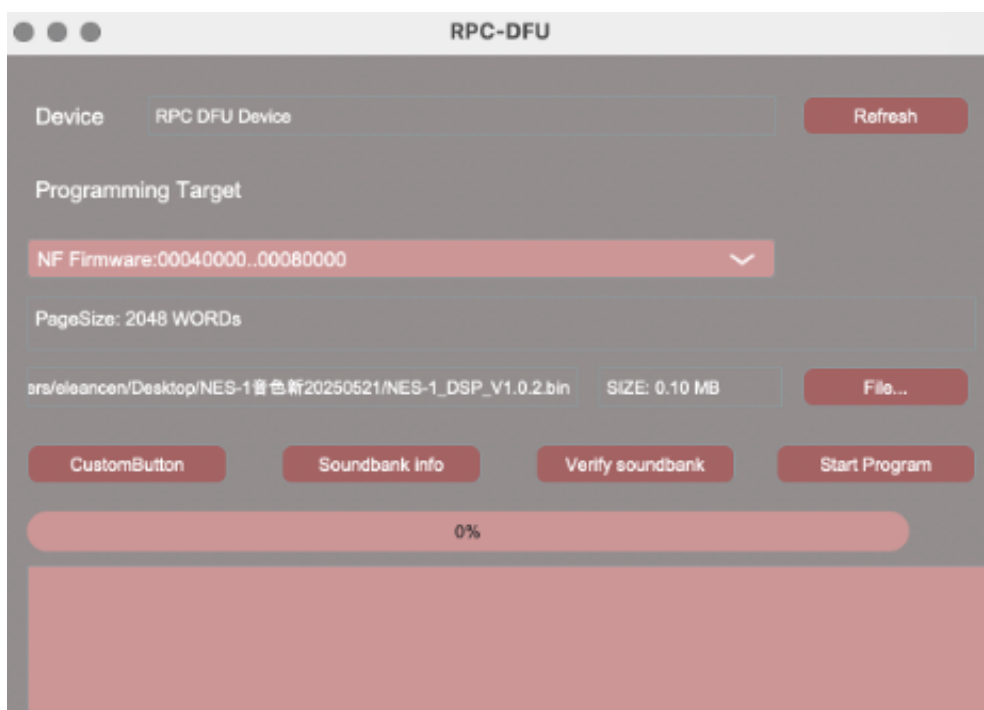 RPC-DFU
Device RPC DFU Device Refresh
Programming Target
NF Firmware:00040000..00080000
PageSize: 2048 WORDs
ers/eleancen/Desktop/NES-1音色新20250521/NES-1_DSP_V1.0.2.bin SIZE: 0.10 MB File...
CustomButton Soundbank info Verify soundbank Start Program
0%